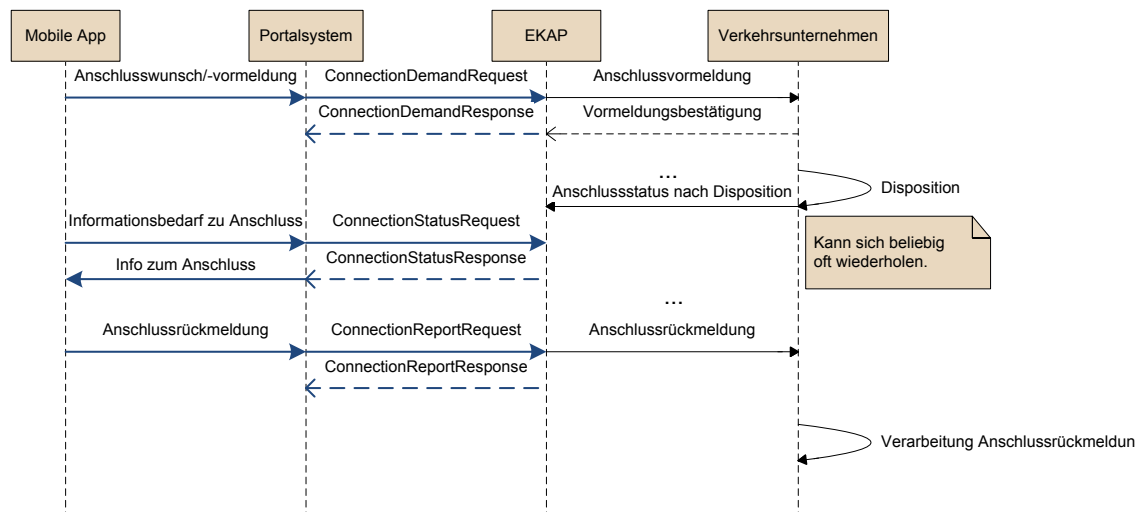 Mobile App
Portalsystem
EKAP
Verkehrsunternehmen
Anschlusswunsch/-vormeldung
ConnectionDemandRequest
Anschlussvormeldung
ConnectionDemandResponse
Vormeldungsbestätigung
...
Anschlussstatus nach Disposition
Disposition
Informationsbedarf zu Anschluss
ConnectionStatusRequest
Kann sich beliebig
oft wiederholen.
Info zum Anschluss
ConnectionStatusResponse
...
Anschlussrückmeldung
ConnectionReportRequest
Anschlussrückmeldung
ConnectionReportResponse
Verarbeitung Anschlussrückmeldun